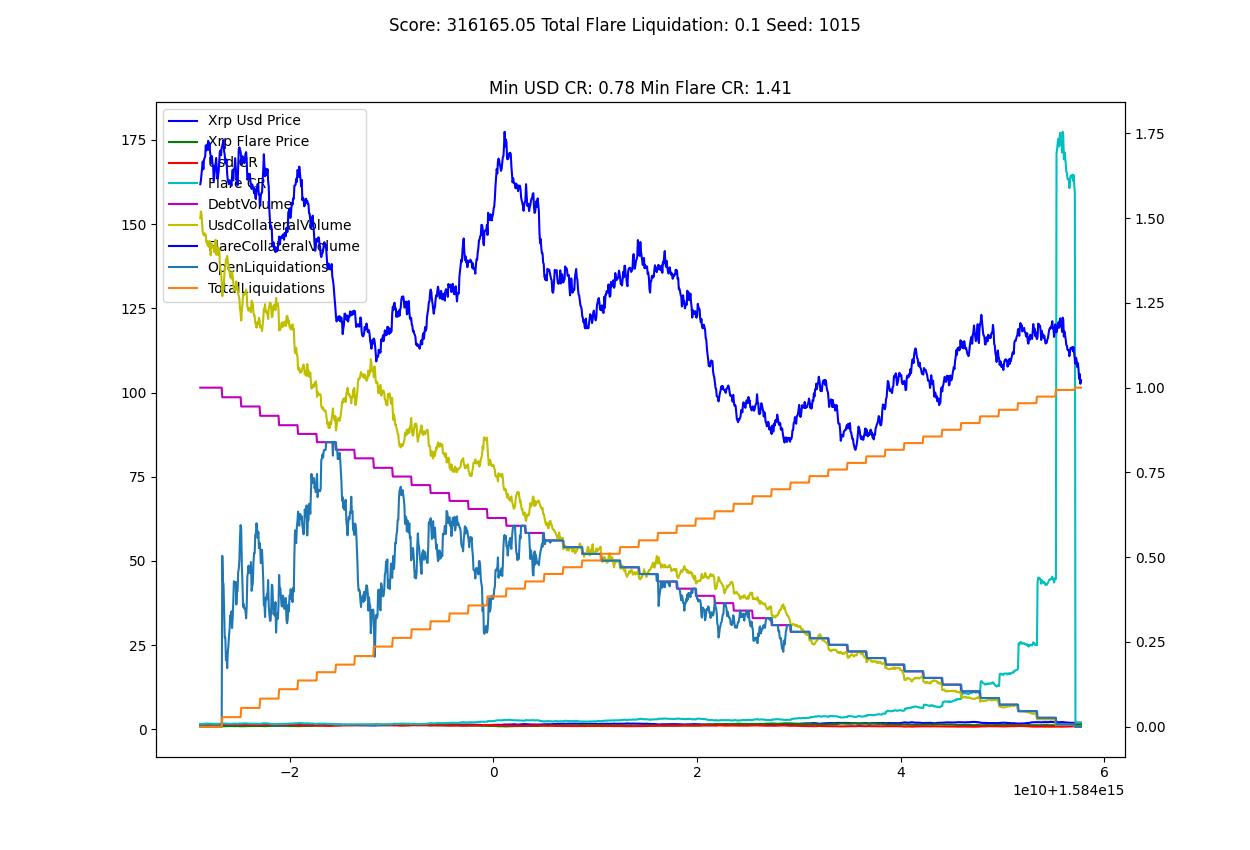 Score: 316165.05 Total Flare Liquidation: 0.1 Seed: 1015
Min USD CR: 0.78 Min Flare CR: 1.41
Xrp Usd Price
Xrp Flare Price
Usd CR
Flare CR
DebtVolume
UsdCollateralVolume
FlareCollateralVolume
OpenLiquidations
TotalLiquidations
175
150
125
100
75
50
25
0
1.75
1.50
1.25
1.00
0.75
0.50
0.25
0.00
−2
0
2
4
6
1e10+1.584e15